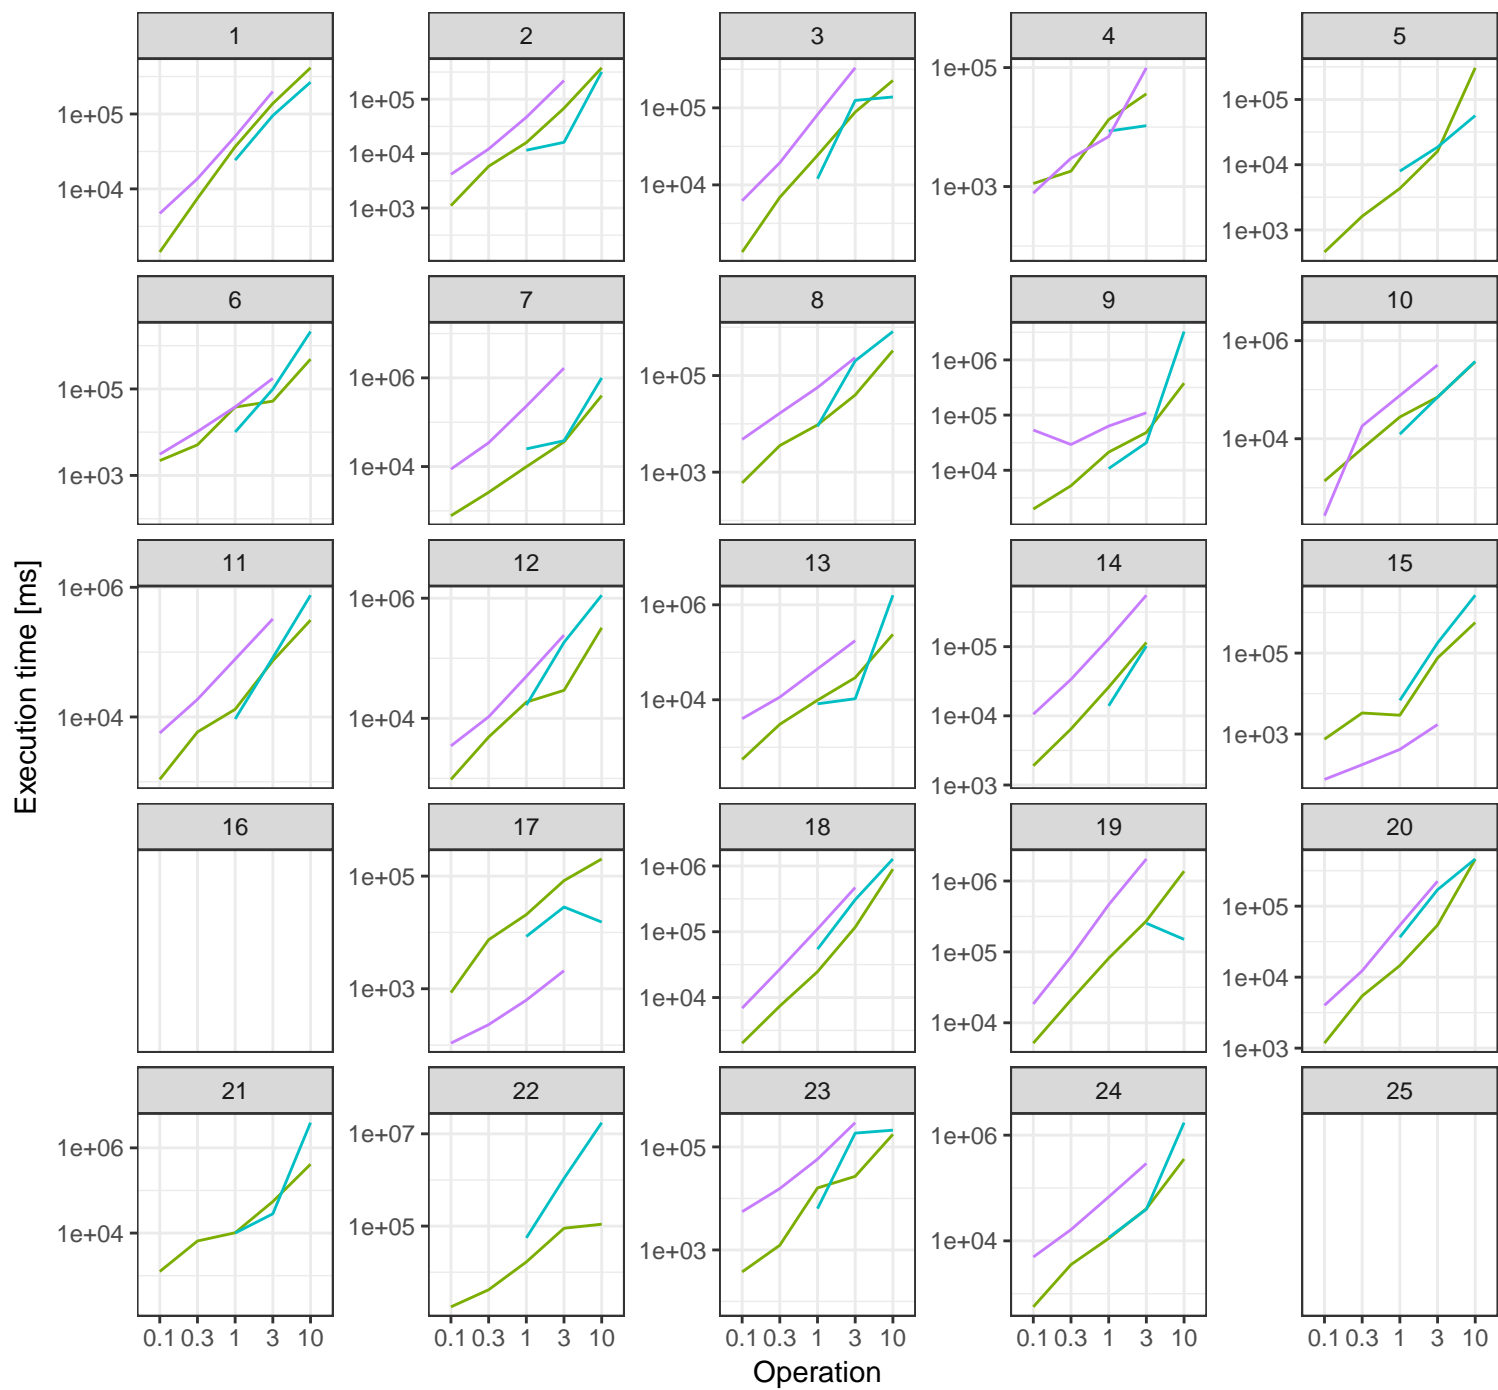 1 2 3 4 5
1e+05 1e+05 1e+05 1e+05 1e+05
1e+04 1e+04 1e+04 1e+03 1e+04
1e+03 1e+03
6 7 8 9 10
1e+05 1e+06 1e+05 1e+06 1e+06
1e+03 1e+04 1e+03 1e+05 1e+04
1e+04
11 12 13 14 15
1e+06 1e+06 1e+06 1e+05 1e+05
1e+04 1e+04 1e+04 1e+04 1e+03
1e+03
Execution time [ms]
16 17 18 19 20
1e+05 1e+06 1e+06 1e+05
1e+03 1e+05 1e+05 1e+04
1e+04 1e+04 1e+03
21 22 23 24 25
1e+06 1e+07 1e+05 1e+06
1e+04 1e+05 1e+03 1e+04
0.1 0.3 1 3 10 0.1 0.3 1 3 10 0.1 0.3 1 3 10 0.1 0.3 1 3 10 0.1 0.3 1 3 10
Operation